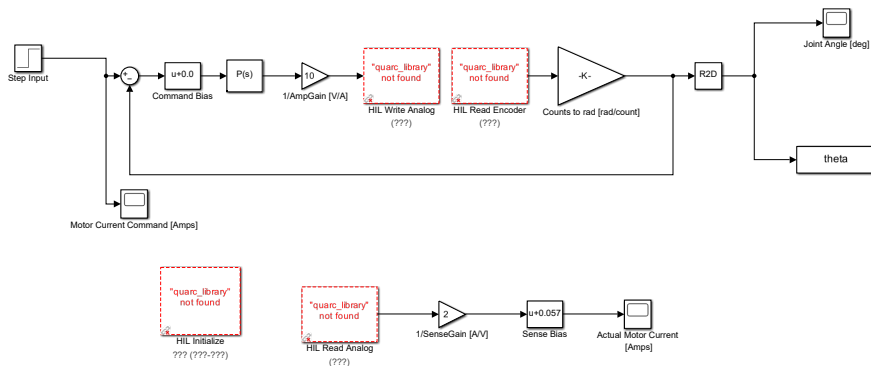 Step Input
+
-
u+0.0
Command Bias
P(s)
10
1/AmpGain [V/A]
"quarc_library"
not found
HIL Write Analog
(???)
"quarc_library"
not found
HIL Read Encoder
(???)
-K-
Counts to rad [rad/count]
R2D
Joint Angle [deg]
theta
Motor Current Command [Amps]
"quarc_library"
not found
HIL Initialize
??? (???-???)
"quarc_library"
not found
HIL Read Analog
(???)
2
1/SenseGain [A/V]
u+0.057
Sense Bias
Actual Motor Current
[Amps]